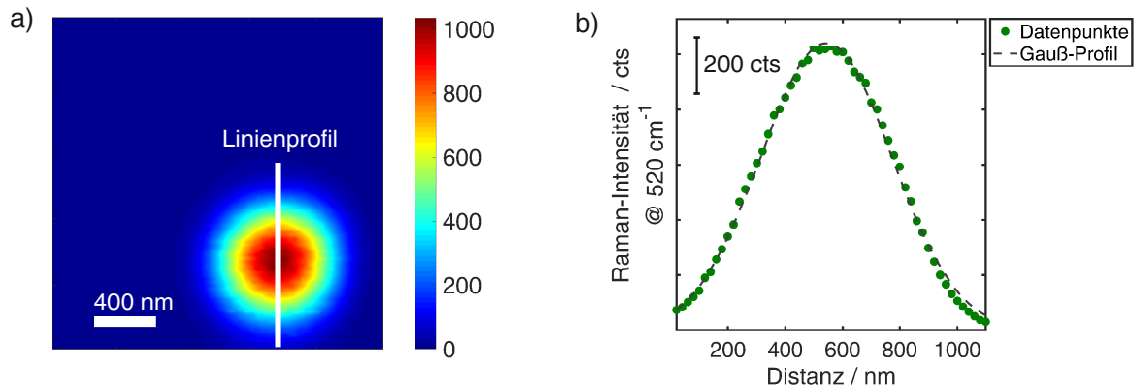 a)
Linienprofil
400 nm
1000
800
600
400
200
0
b)
200 cts
Raman-Intensität / cts
@ 520 cm⁻¹
200 400 600 800 1000
Distanz / nm
Datenpunkte
Gauß-Profil